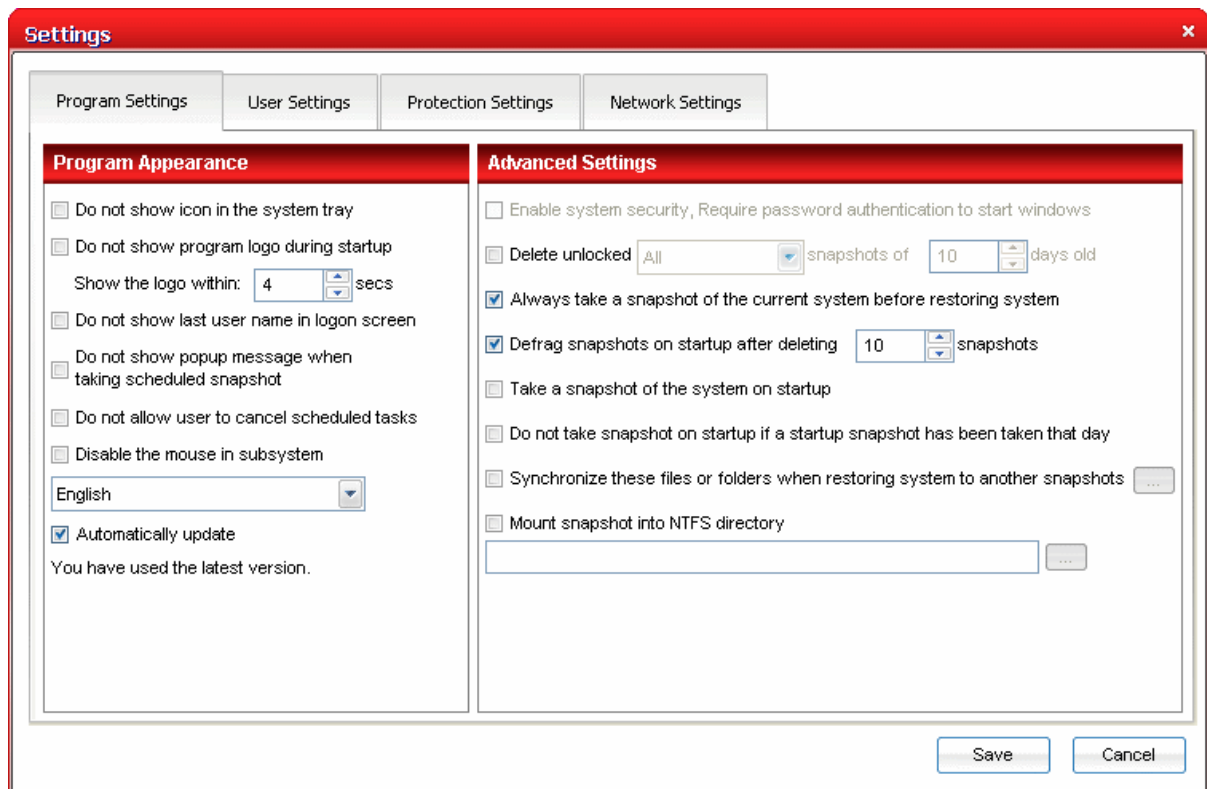 Settings
Program Settings
User Settings
Protection Settings
Network Settings
Program Appearance
Do not show icon in the system tray
Do not show program logo during startup
Show the logo within: 4 secs
Do not show last user name in logon screen
Do not show popup message when
taking scheduled snapshot
Do not allow user to cancel scheduled tasks
Disable the mouse in subsystem
English
Automatically update
You have used the latest version.
Advanced Settings
Enable system security, Require password authentication to start windows
Delete unlocked All snapshots of 10 days old
Always take a snapshot of the current system before restoring system
Defrag snapshots on startup after deleting 10 snapshots
Take a snapshot of the system on startup
Do not take snapshot on startup if a startup snapshot has been taken that day
Synchronize these files or folders when restoring system to another snapshots ...
Mount snapshot into NTFS directory
...
Save
Cancel